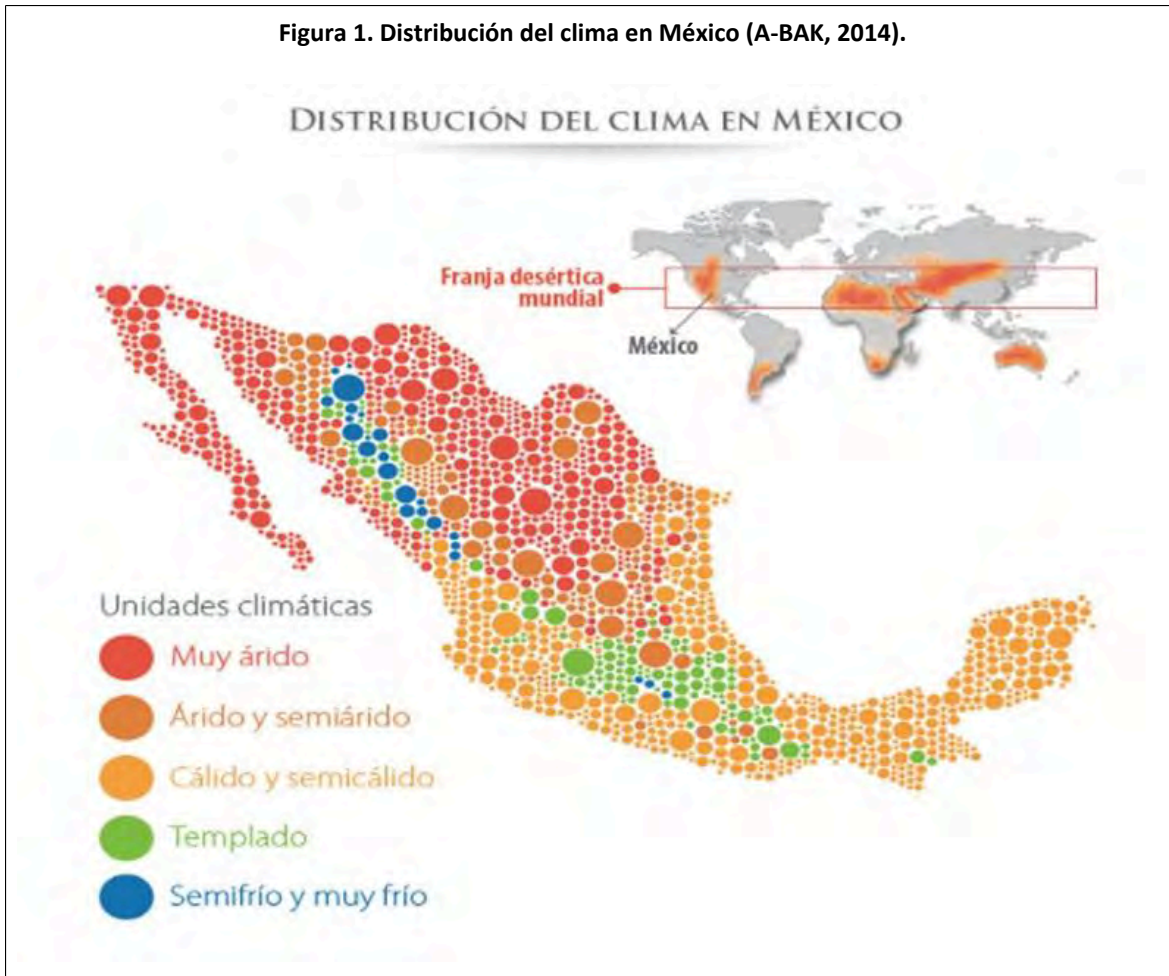 Figura 1. Distribución del clima en México (A-BAK, 2014).
DISTRIBUCIÓN DEL CLIMA EN MÉXICO
Franja desértica
mundial
México
Unidades climáticas
Muy árido
Árido y semiárido
Cálido y semicálido
Templado
Semifrío y muy frío